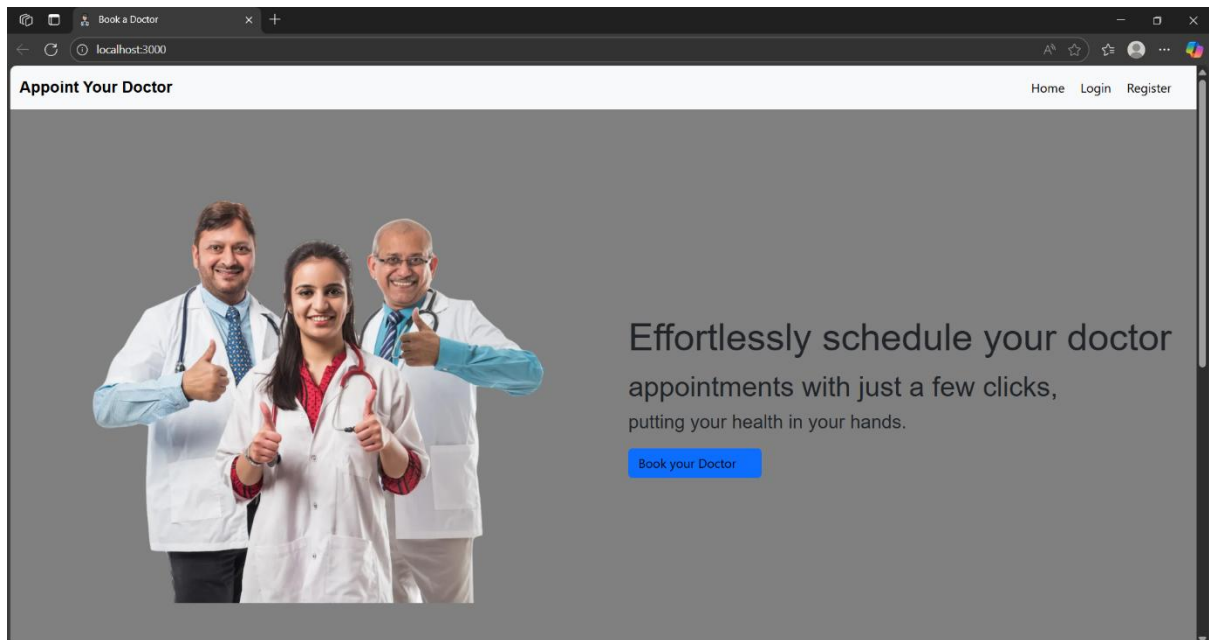 Book a Doctor
localhost:3000
Appoint Your Doctor
Home Login Register
Effortlessly schedule your doctor
appointments with just a few clicks,
putting your health in your hands.
Book your Doctor